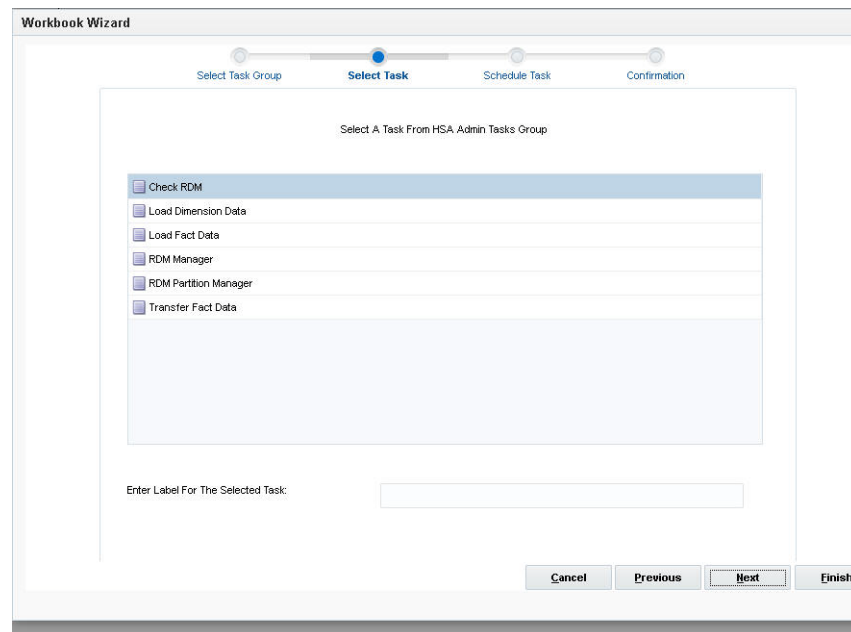 Workbook Wizard
Select Task Group
Select Task
Schedule Task
Confirmation
Select A Task From HSA Admin Tasks Group
Check RDM
Load Dimension Data
Load Fact Data
RDM Manager
RDM Partition Manager
Transfer Fact Data
Enter Label For The Selected Task:
Cancel
Previous
Next
Finish